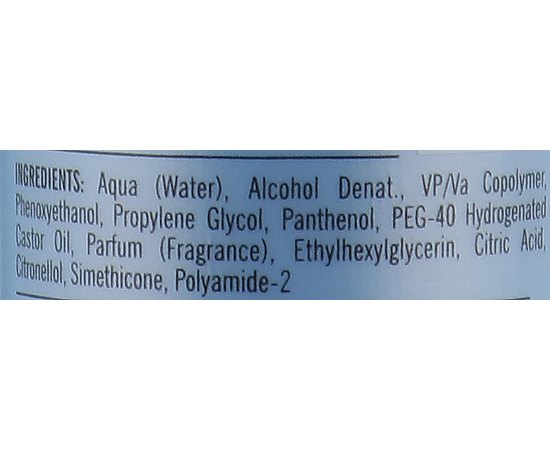 INGREDIENTS: Aqua (Water), Alcohol Denat., VP/Va Copolymer,
Phenoxyethanol, Propylene Glycol, Panthenol, PEG-40 Hydrogenated
Castor Oil, Parfum (Fragrance), Ethylhexylglycerin, Citric Acid,
Citronellol, Simethicone, Polyamide-2